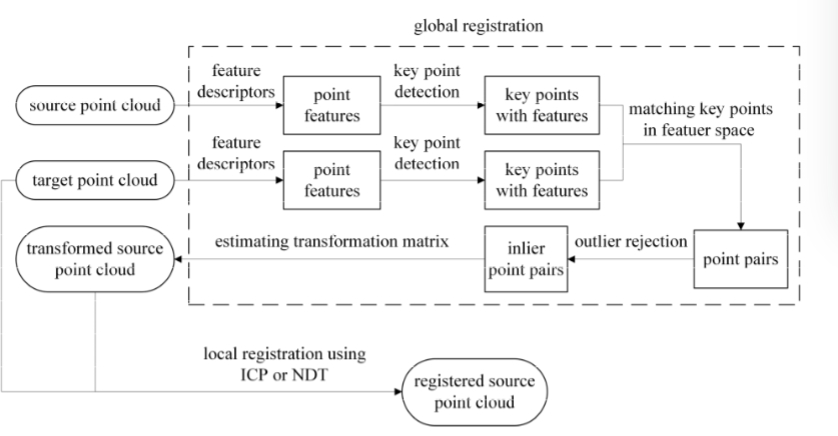 global registration
feature
descriptors
key point
detection
source point cloud
point
features
key points
with features
matching key points
in featuer space
feature
descriptors
key point
detection
target point cloud
point
features
key points
with features
transformed source
point cloud
estimating transformation matrix
inlier
point pairs
outlier rejection
point pairs
local registration using
ICP or NDT
registered source
point cloud